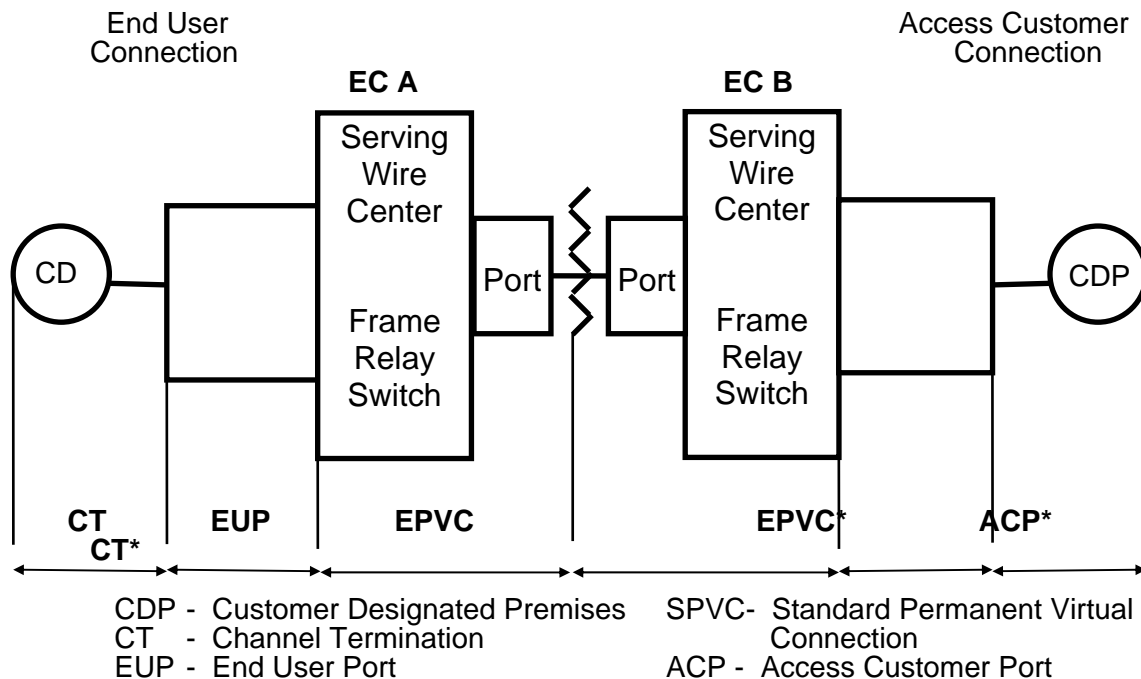 End User
Connection
Access Customer
Connection
EC A
EC B
Serving
Wire
Center
Frame
Relay
Switch
Port
Port
Serving
Wire
Center
Frame
Relay
Switch
CD
CDP
CT
CT*
EUP
EPVC
EPVC*
ACP*
CDP - Customer Designated Premises
CT - Channel Termination
EUP - End User Port
SPVC- Standard Permanent Virtual
Connection
ACP - Access Customer Port